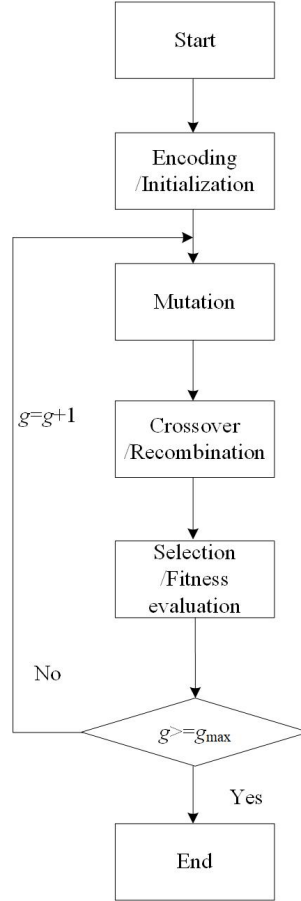 Start
Encoding
/Initialization
Mutation
g=g+1
Crossover
/Recombination
Selection
/Fitness
evaluation
No
g>=gmax
Yes
End